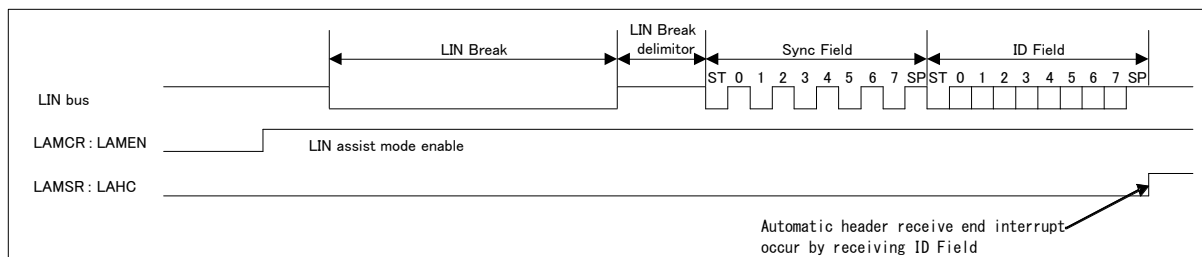 LIN Break
LIN Break
delimitor
Sync Field
ID Field
ST 0 1 2 3 4 5 6 7 SP ST 0 1 2 3 4 5 6 7 SP
LIN bus
LAMCR : LAMEN
LIN assist mode enable
LAMSR : LAHC
Automatic header receive end interrupt
occur by receiving ID Field